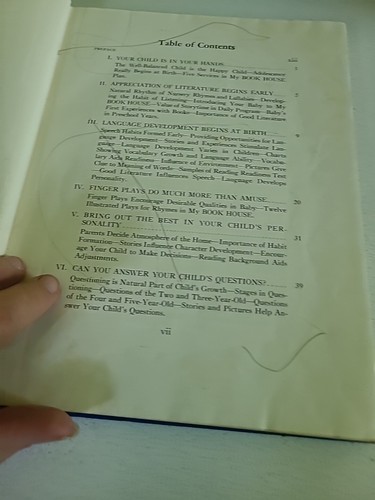 Table of Contents
PREFACE xiii
I. YOUR CHILD IS IN YOUR HANDS 1
The Well-Balanced Child is the Happy Child—Adolescence
Really Begins at Birth—Five Sections in My BOOK HOUSE
Plan.
II. APPRECIATION OF LITERATURE BEGINS EARLY 2
Natural Rhythm of Nursery Rhymes and Lullabies—Develop-
ing the Habit of Listening—Introducing Your Baby to My
BOOK HOUSE—Value of Storytime in Daily Program—Baby's
First Experiences with Books—Importance of Good Literature
in Preschool Years.
III. LANGUAGE DEVELOPMENT BEGINS AT BIRTH 9
Speech Habits Formed Early—Providing Opportunities for Lan-
guage Development—Stories and Experiences Stimulate Lan-
guage—Language Development Varies in Children—Charts
Showing Vocabulary Growth and Language Ability—Vocabu-
lary Aids Readiness—Influence of Environment—Pictures Give
Clue to Meaning of Words—Samples of Reading Readiness Test
—Good Literature Influences Speech—Language Develops
Personality.
IV. FINGER PLAYS DO MUCH MORE THAN AMUSE 20
Finger Plays Encourage Desirable Qualities in Baby—Twelve
Illustrated Plays for Rhymes in My BOOK HOUSE.
V. BRING OUT THE BEST IN YOUR CHILD'S PER-
SONALITY 31
Parents Decide Atmosphere of the Home—Importance of Habit
Formation—Stories Influence Character Development—Encour-
age Your Child to Make Decisions—Reading Background Aids
Adjustments.
VI. CAN YOU ANSWER YOUR CHILD'S QUESTIONS? 39
Questioning is Natural Part of Child's Growth—Stages in Ques-
tioning—Questions of the Two and Three-Year-Old—Questions
of the Four and Five-Year-Old—Stories and Pictures Help An-
swer Your Child's Questions.
vii